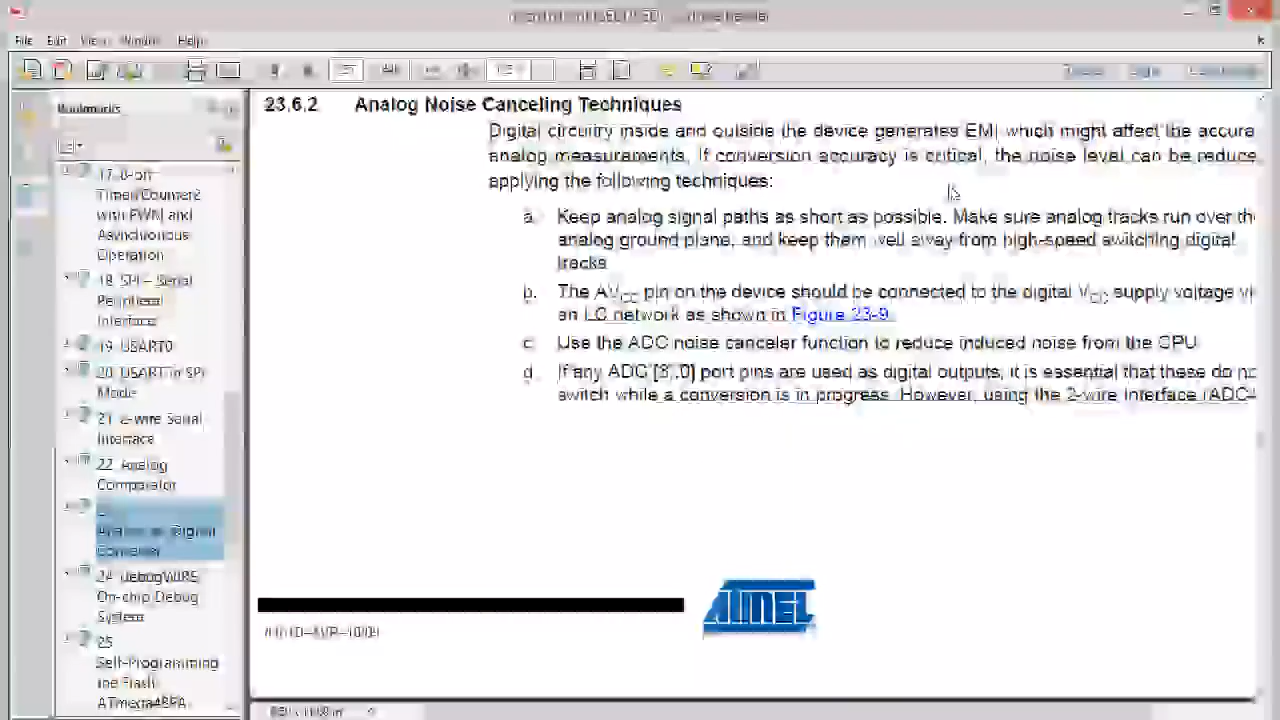 File Edit View Window Help
Bookmarks
23.6.2 Analog Noise Canceling Techniques
Digital circuitry inside and outside the device generates EMI which might affect the accura
analog measurements. If conversion accuracy is critical, the noise level can be reduce
applying the following techniques:
a. Keep analog signal paths as short as possible. Make sure analog tracks run over th
analog ground plane, and keep them well away from high-speed switching digital
tracks
b. The AVCC pin on the device should be connected to the digital VCC supply voltage vi
an LC network as shown in Figure 23-9.
c. Use the ADC noise canceler function to reduce induced noise from the CPU
d. If any ADC [3..0] port pins are used as digital outputs, it is essential that these do no
switch while a conversion is in progress. However, using the 2-wire Interface (ADC4
17. 8-bit
Timer/Counter2
with PWM and
Asynchronous
Operation
18. SPI – Serial
Peripheral
Interface
19. USART0
20. USART in SPI
Mode
21. 2-wire Serial
Interface
22. Analog
Comparator
Analog-to-Digital
Converter
24. debugWIRE
On-chip Debug
System
25.
Self-Programming
the Flash
ATmega48PA
ATMEL